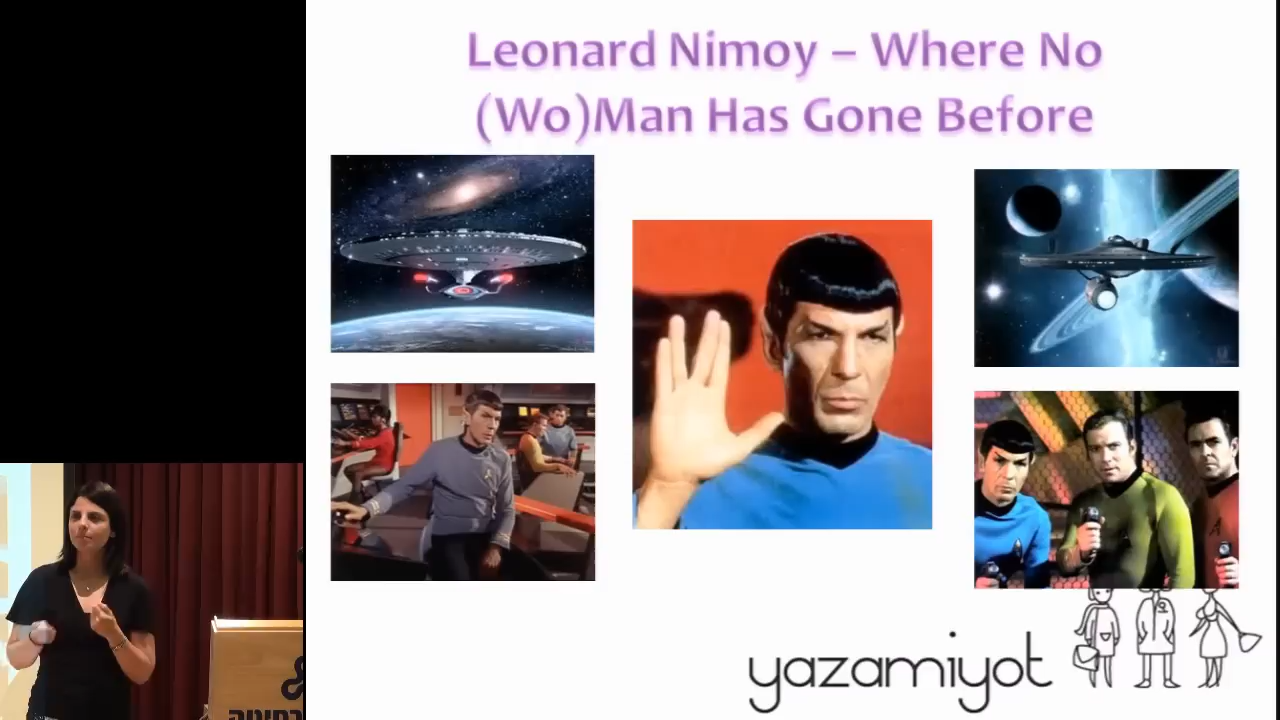 Leonard Nimoy – Where No
(Wo)Man Has Gone Before
yazamiyot